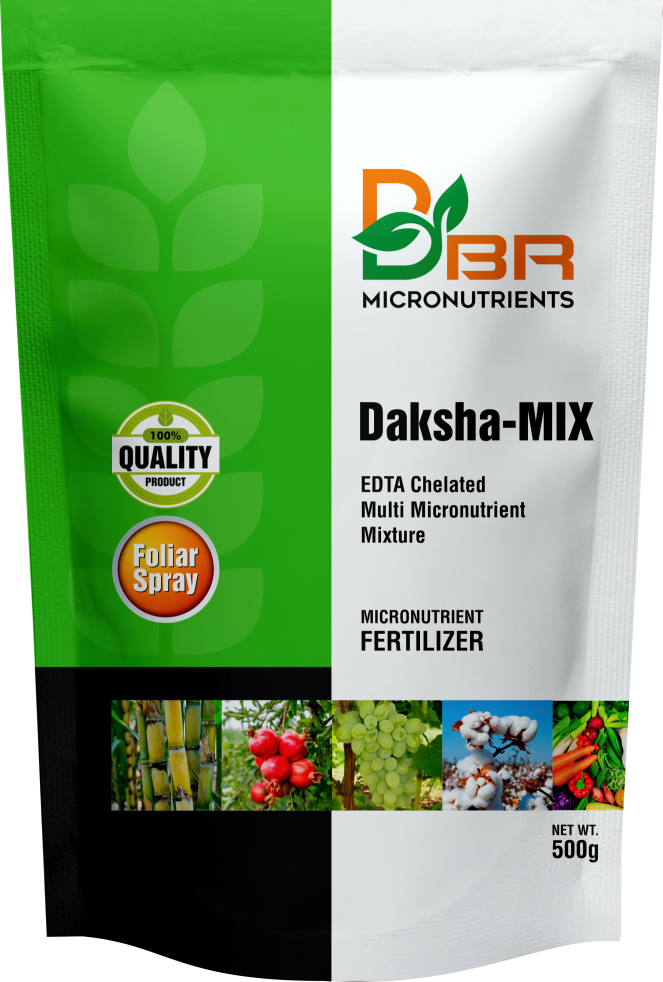 DBR
MICRONUTRIENTS
Daksha-MIX
EDTA Chelated
Multi Micronutrient
Mixture
MICRONUTRIENT
FERTILIZER
100%
QUALITY
PRODUCT
Foliar
Spray
NET WT.
500g